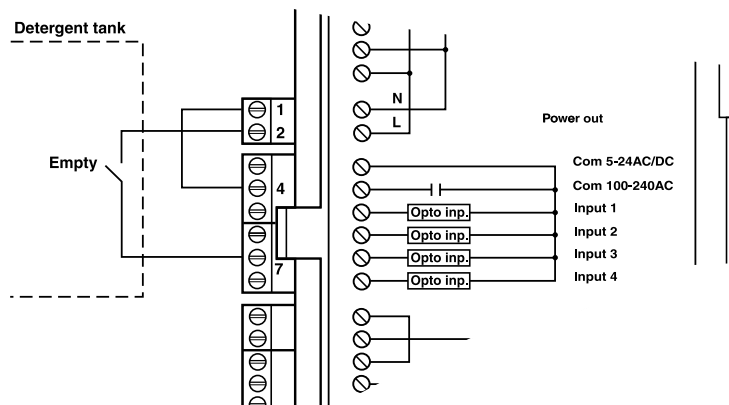 Detergent tank
N
1
2
L
Power out
Empty
Com 5-24AC/DC
4
Com 100-240AC
Opto inp.
Input 1
Opto inp.
Input 2
Opto inp.
Input 3
7
Opto inp.
Input 4